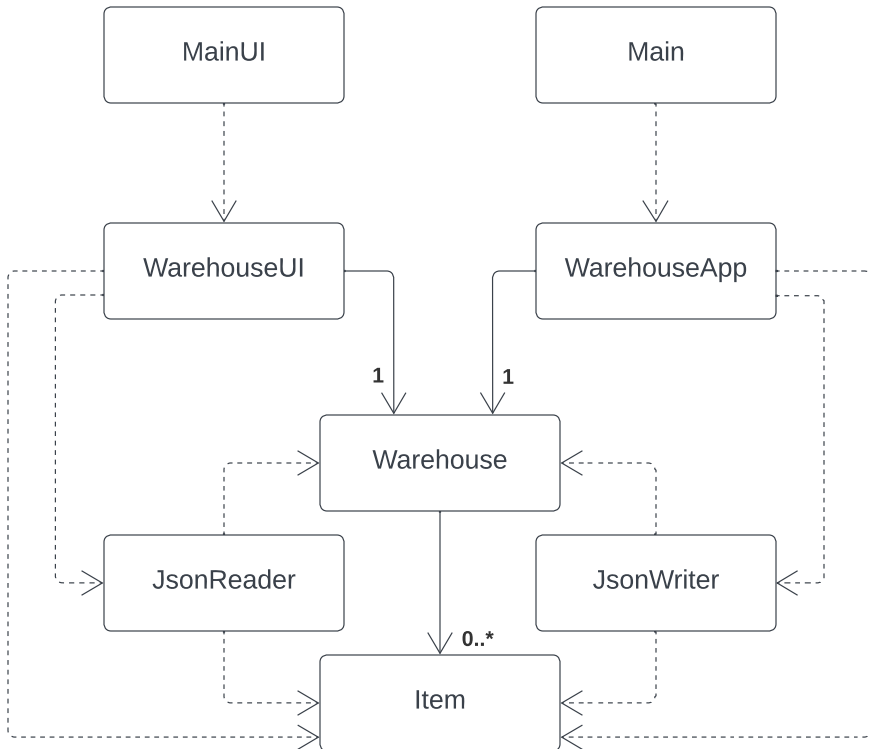 MainUI
Main
WarehouseUI
WarehouseApp
1
1
Warehouse
JsonReader
JsonWriter
0..*
Item